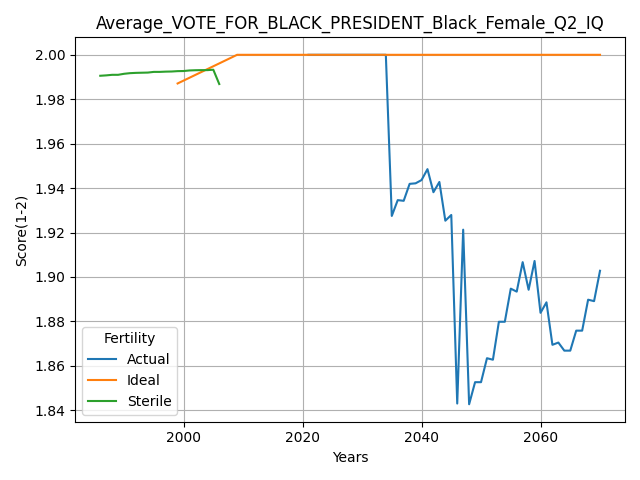 Average_VOTE_FOR_BLACK_PRESIDENT_Black_Female_Q2_IQ
2.00
1.98
1.96
1.94
1.92
1.90
1.88
1.86
1.84
Score(1-2)
Fertility
Actual
Ideal
Sterile
2000
2020
2040
2060
Years